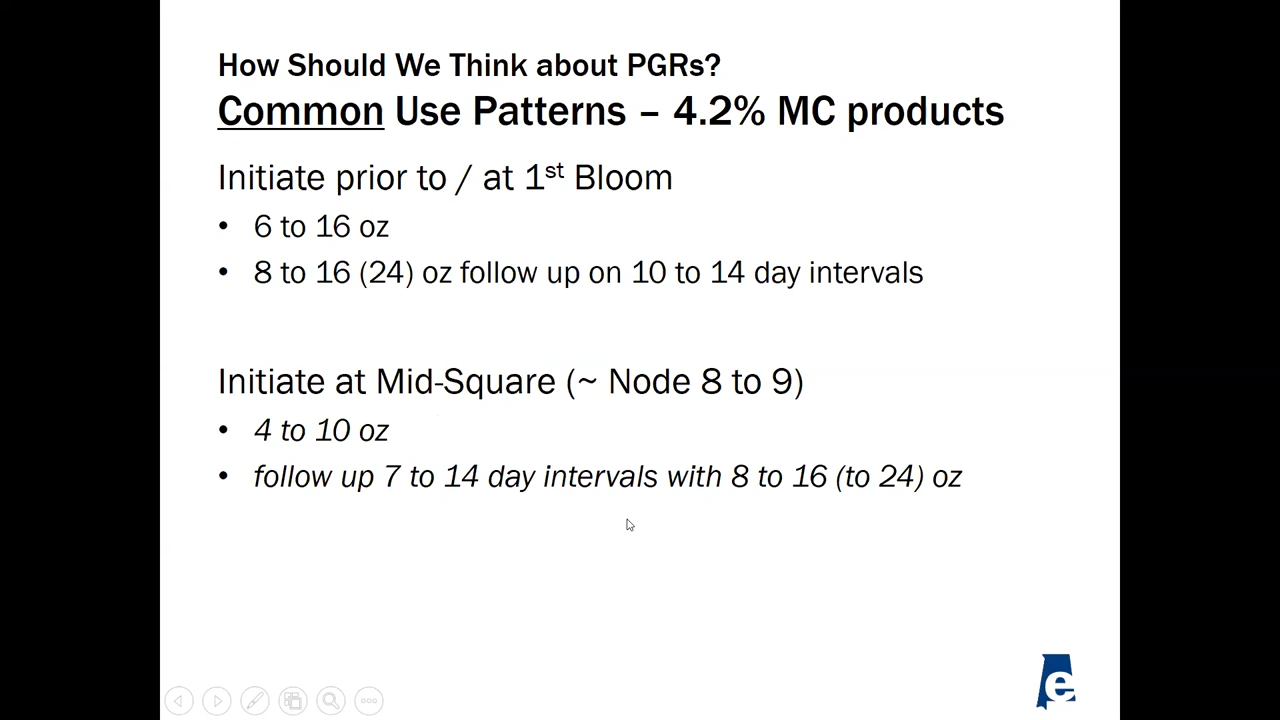 How Should We Think about PGRs?
Common Use Patterns – 4.2% MC products
Initiate prior to / at 1st Bloom
• 6 to 16 oz
• 8 to 16 (24) oz follow up on 10 to 14 day intervals
Initiate at Mid-Square (~ Node 8 to 9)
• 4 to 10 oz
• follow up 7 to 14 day intervals with 8 to 16 (to 24) oz
e